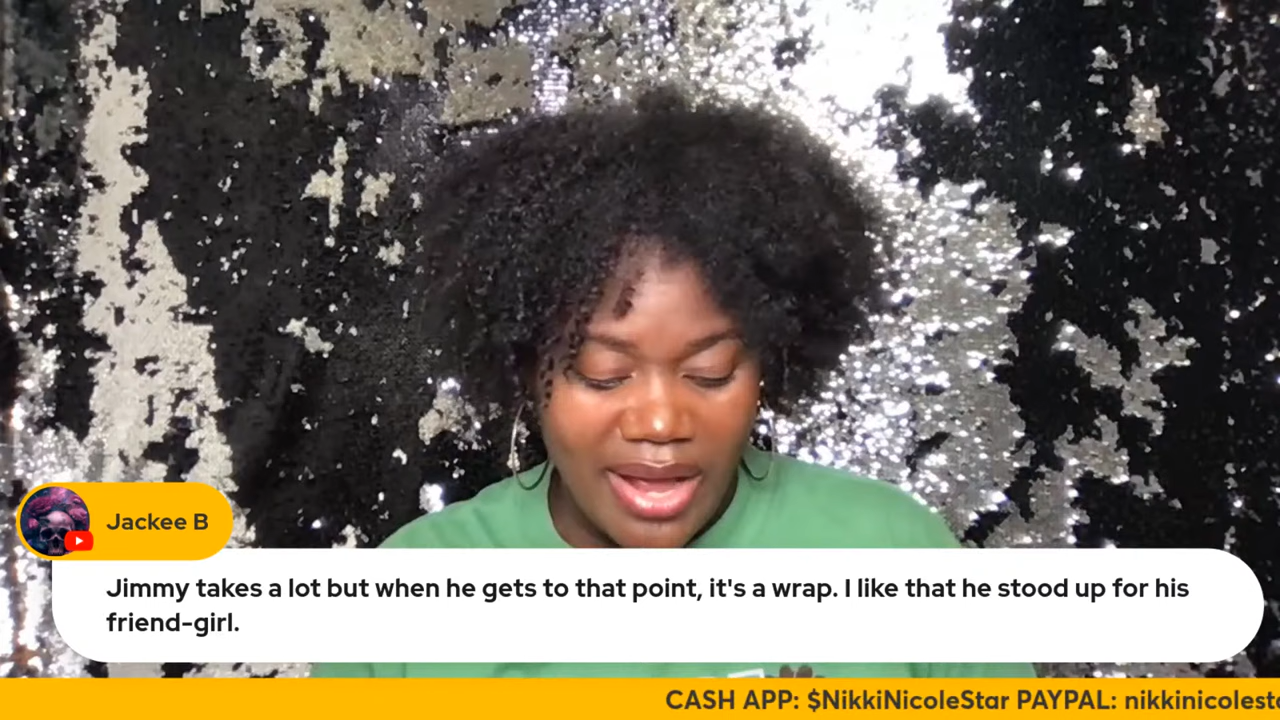 Jackee B
Jimmy takes a lot but when he gets to that point, it's a wrap. I like that he stood up for his
friend-girl.
CASH APP: $NikkiNicoleStar PAYPAL: